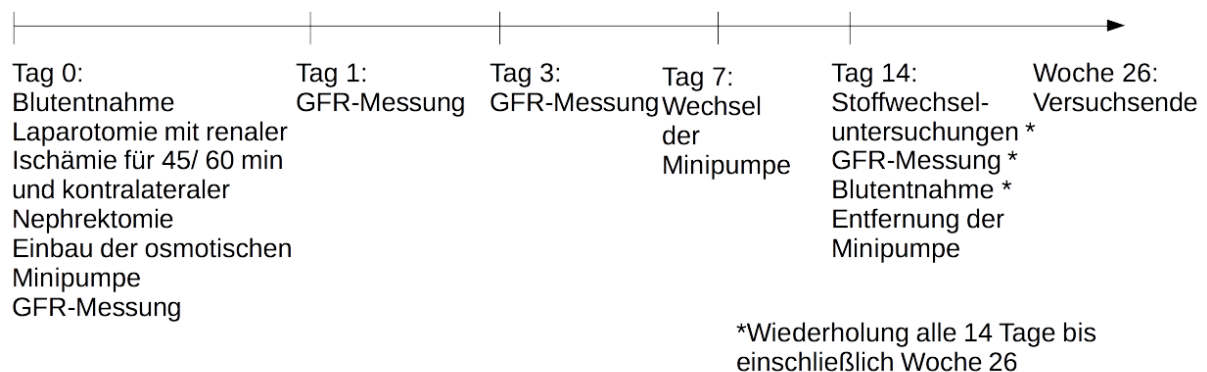 Tag 0:
Blutentnahme
Laparotomie mit renaler
Ischämie für 45/ 60 min
und kontralateraler
Nephrektomie
Einbau der osmotischen
Minipumpe
GFR-Messung
Tag 1:
GFR-Messung
Tag 3:
GFR-Messung
Tag 7:
Wechsel
der
Minipumpe
Tag 14:
Stoffwechsel-
untersuchungen *
GFR-Messung *
Blutentnahme *
Entfernung der
Minipumpe
Woche 26:
Versuchsende
*Wiederholung alle 14 Tage bis
einschließlich Woche 26